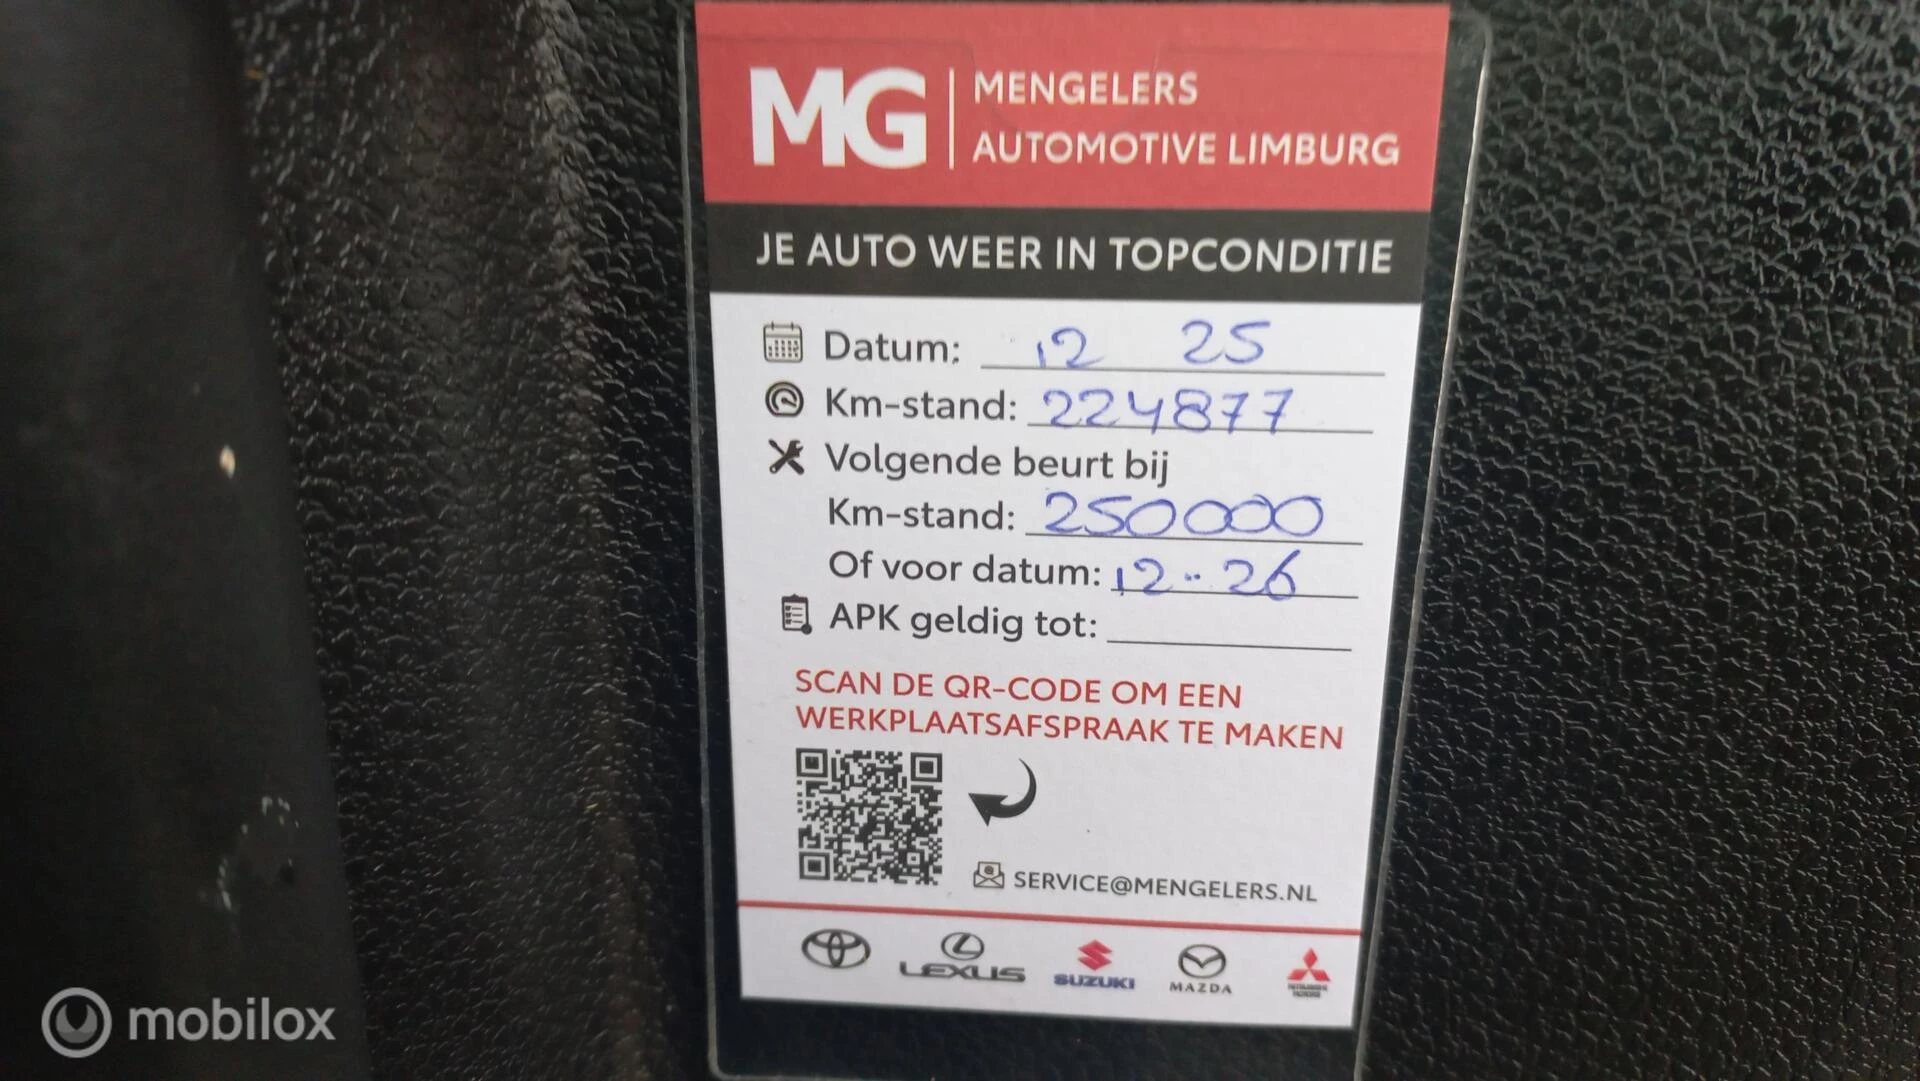 MG MENGELERS
AUTOMOTIVE LIMBURG
JE AUTO WEER IN TOPCONDITIE
Datum: 12 25
Km-stand: 224877
Volgende beurt bij
Km-stand: 250000
Of voor datum: 12-26
APK geldig tot:
SCAN DE QR-CODE OM EEN
WERKPLAATSAFSPRAAK TE MAKEN
SERVICE@MENGELERS.NL
LEXUS
SUZUKI
MAZDA
MITSUBISHI
MOTORS
mobilox